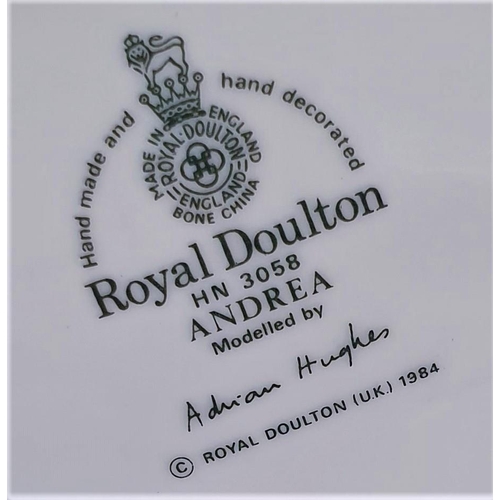 Hand made and hand decorated
MADE IN ENGLAND
ROYAL·DOULTON
ENGLAND
BONE CHINA
Royal Doulton
HN 3058
ANDREA
Modelled by
Adrian Hughes
© ROYAL DOULTON (U.K.) 1984